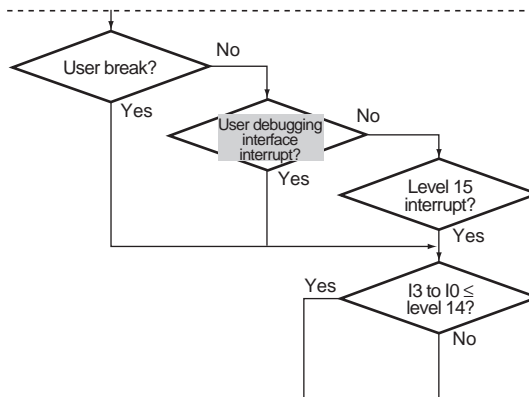 User break?
No
Yes
User debugging
interface
interrupt?
No
Yes
Level 15
interrupt?
Yes
I3 to I0 ≤
level 14?
Yes
No